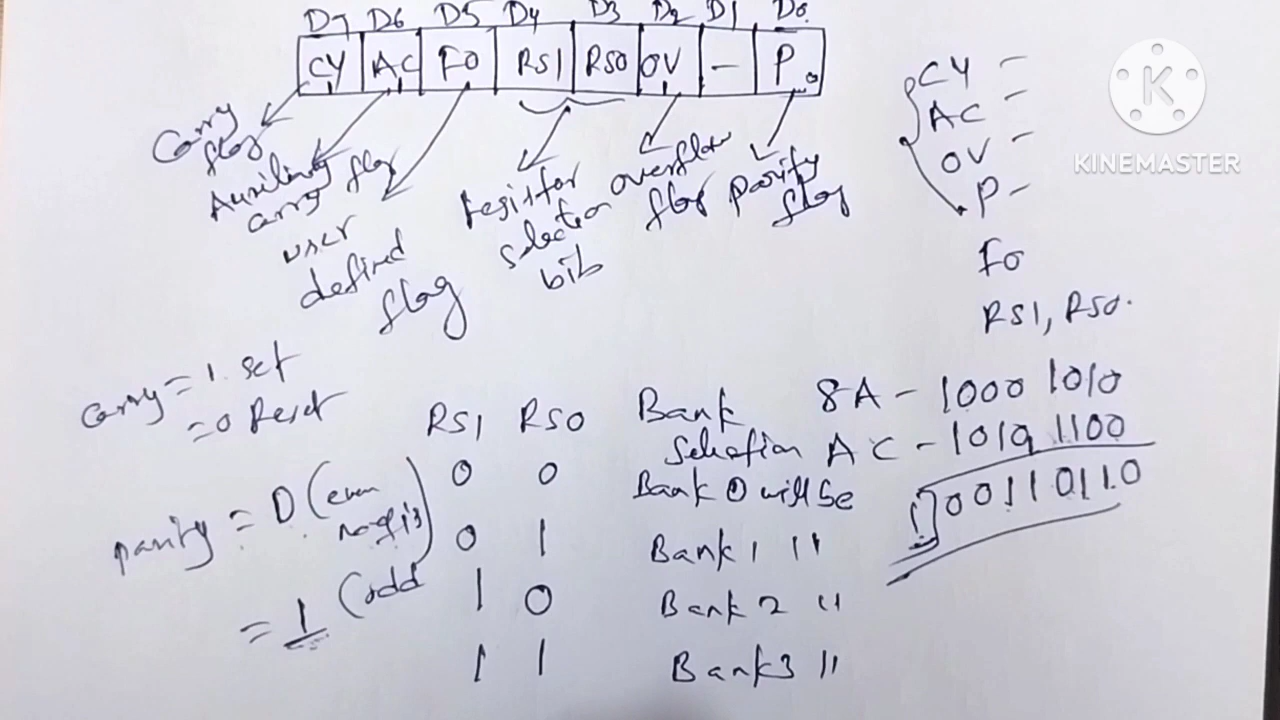 D7 D6 D5 D4 D3 D2 D1 D0
CY AC F0 RS1 RS0 OV – P
Carry flag
Auxiliary carry flag
user defined flag
register selection bits
overflow flag
parity flag
CY –
AC –
OV –
P –
F0
RS1, RS0.
KINEMASTER
carry = 1. set
= 0 Reset
parity = 0 (even no of 1s)
= 1 (odd
RS1 RS0 Bank Selection
0 0 Bank 0 will be
0 1 Bank 1 "
1 0 Bank 2 "
1 1 Bank 3 "
8A – 1000 1010
AC – 1010 1100
1 0011 0110